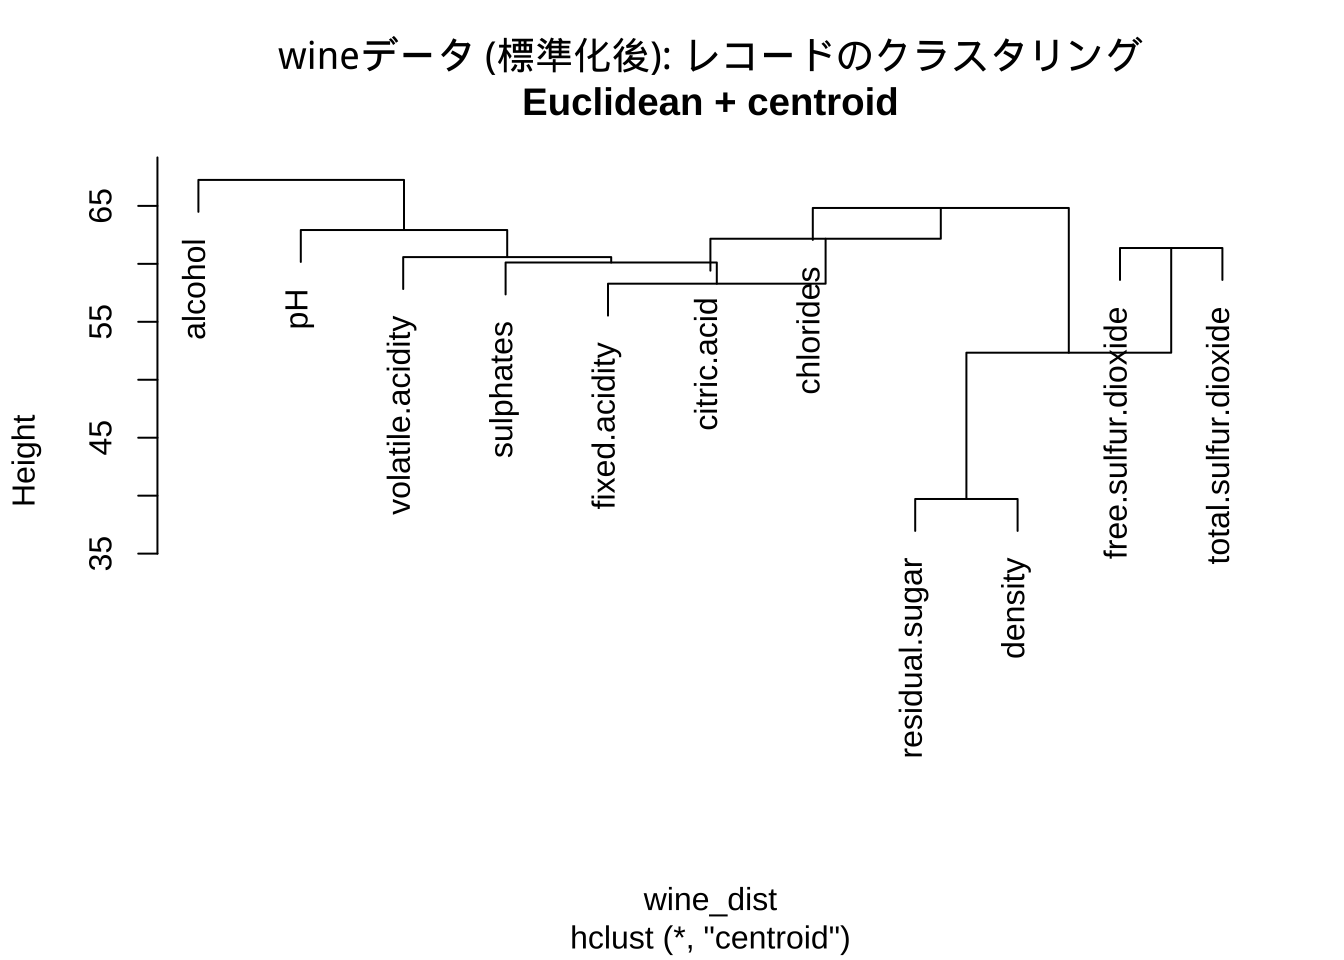 wineデータ (標準化後): レコードのクラスタリング
Euclidean + centroid
Height
65
55
45
35
alcohol
pH
volatile.acidity
sulphates
fixed.acidity
citric.acid
chlorides
residual.sugar
density
free.sulfur.dioxide
total.sulfur.dioxide
wine_dist
hclust (*, "centroid")